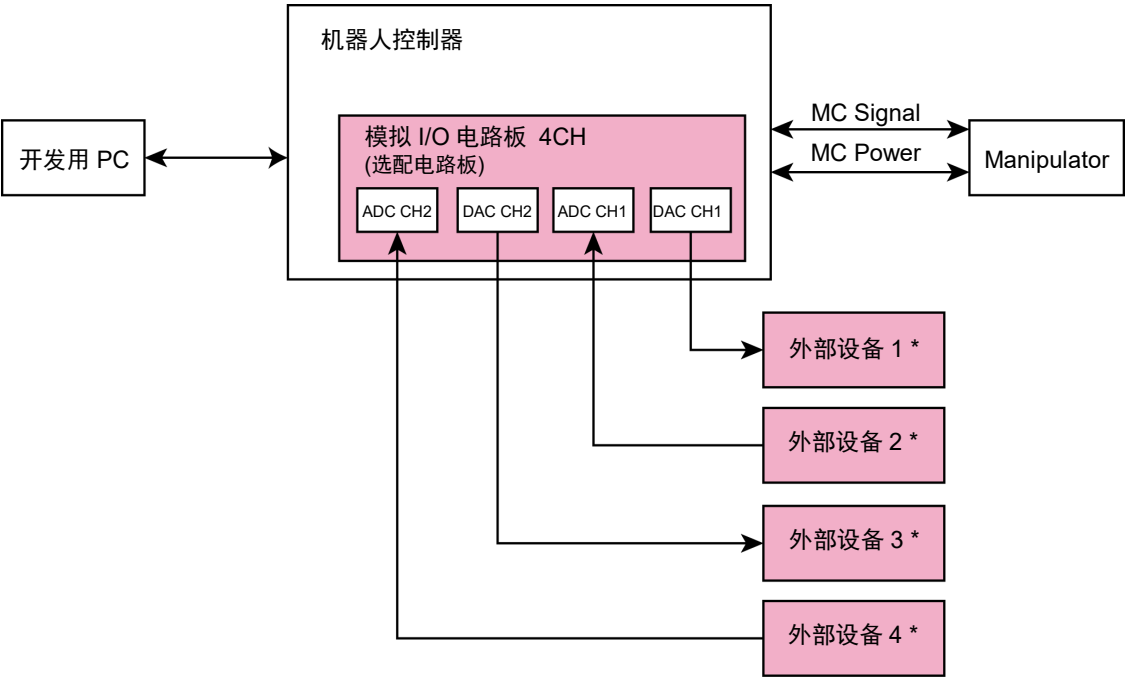 机器人控制器
模拟 I/O 电路板 4CH
(选配电路板)
ADC CH2
DAC CH2
ADC CH1
DAC CH1
开发用 PC
MC Signal
MC Power
Manipulator
外部设备 1 *
外部设备 2 *
外部设备 3 *
外部设备 4 *